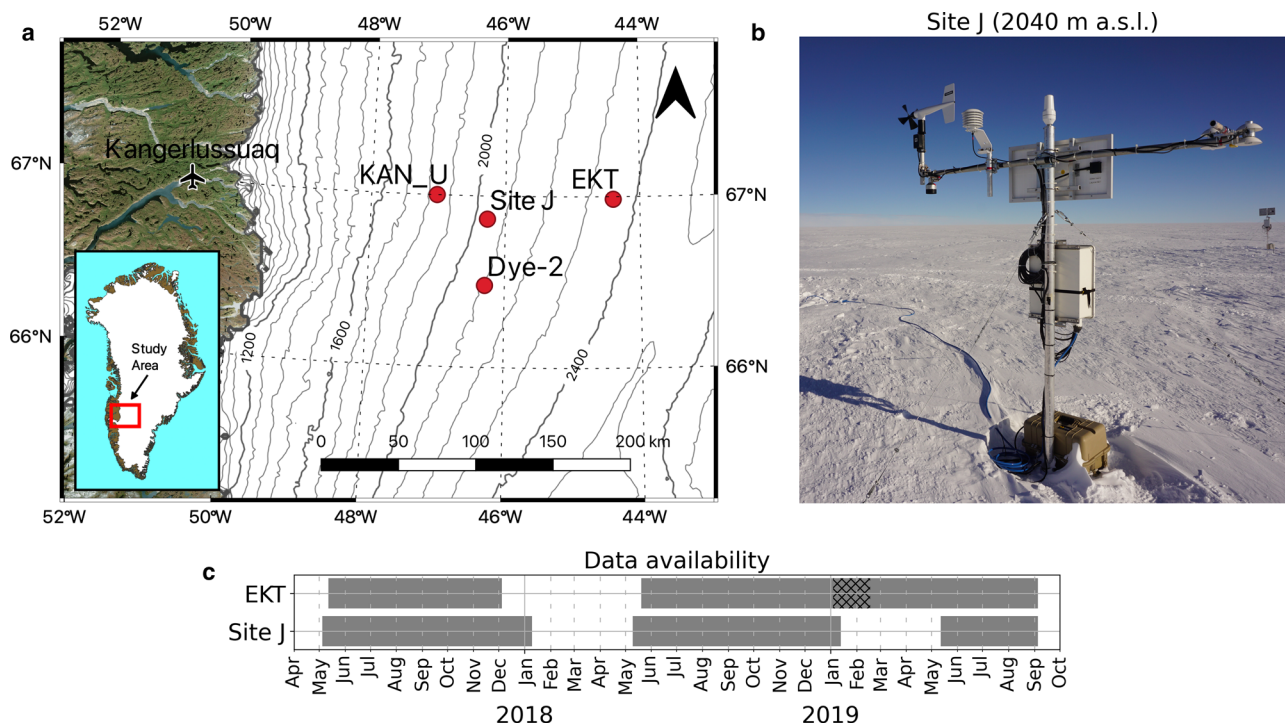 a
52°W 50°W 48°W 46°W 44°W
67°N
Kangerlussuaq
KAN_U
2000
EKT
67°N
Site J
Dye-2
66°N
1200
1600
2400
66°N
Study
Area
0 50 100 150 200 km
52°W 50°W 48°W 46°W 44°W
b
Site J (2040 m a.s.l.)
c
Data availability
EKT
Site J
Apr May Jun Jul Aug Sep Oct Nov Dec Jan Feb Mar Apr May Jun Jul Aug Sep Oct Nov Dec Jan Feb Mar Apr May Jun Jul Aug Sep Oct
2018 2019